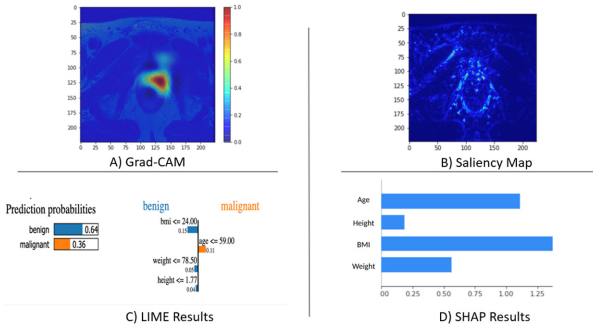 0
25
50
75
100
125
150
175
200
0 25 50 75 100 125 150 175 200
1.0
0.8
0.6
0.4
0.2
0.0
A) Grad-CAM
0
25
50
75
100
125
150
175
200
0 50 100 150 200
B) Saliency Map
Prediction probabilities
benign 0.64
malignant 0.36
benign malignant
bmi <= 24.00
0.15
age <= 59.00
0.11
weight <= 78.50
0.05
height <= 1.77
0.04
C) LIME Results
Age
Height
BMI
Weight
0.00 0.25 0.50 0.75 1.00 1.25
D) SHAP Results